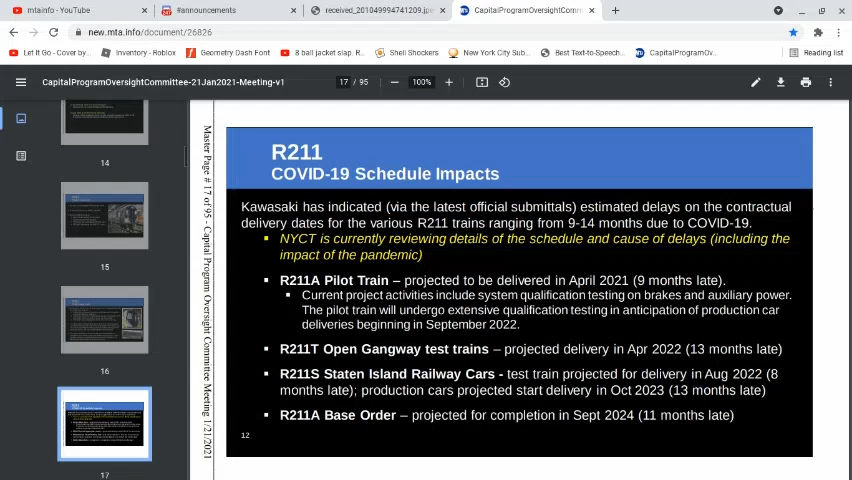 mtainfo - YouTube
#announcements
received_201049994741209.jpe
CapitalProgramOversightComm
new.mta.info/document/26826
Let It Go - Cover by...
Inventory - Roblox
Geometry Dash Font
8 ball jacket slap. R...
Shell Shockers
New York City Sub...
Best Text-to-Speech...
CapitalProgramOv...
Reading list
CapitalProgramOversightCommittee-21Jan2021-Meeting-v1
17 / 95
100%
14
15
16
17
Master Page # 17 of 95 - Capital Program Oversight Committee Meeting 1/21/2021
R211
COVID-19 Schedule Impacts
Kawasaki has indicated (via the latest official submittals) estimated delays on the contractual
delivery dates for the various R211 trains ranging from 9-14 months due to COVID-19.
▪ NYCT is currently reviewing details of the schedule and cause of delays (including the
impact of the pandemic)
▪ R211A Pilot Train – projected to be delivered in April 2021 (9 months late).
▪ Current project activities include system qualification testing on brakes and auxiliary power.
The pilot train will undergo extensive qualification testing in anticipation of production car
deliveries beginning in September 2022.
▪ R211T Open Gangway test trains – projected delivery in Apr 2022 (13 months late)
▪ R211S Staten Island Railway Cars - test train projected for delivery in Aug 2022 (8
months late); production cars projected start delivery in Oct 2023 (13 months late)
▪ R211A Base Order – projected for completion in Sept 2024 (11 months late)
12